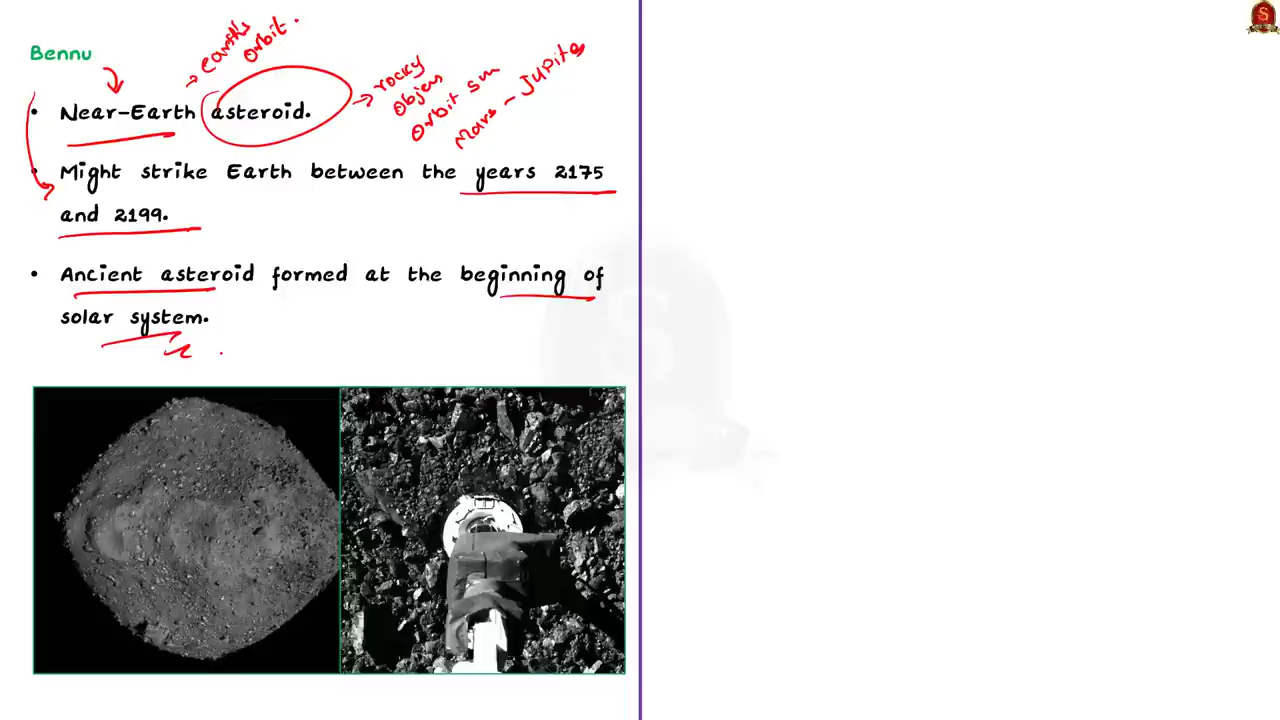 Bennu
earth's
orbit.
• Near-Earth asteroid.
rocky
orbit sun
Mars - Jupiter
• Might strike Earth between the years 2175
and 2199.
• Ancient asteroid formed at the beginning of
solar system.
S